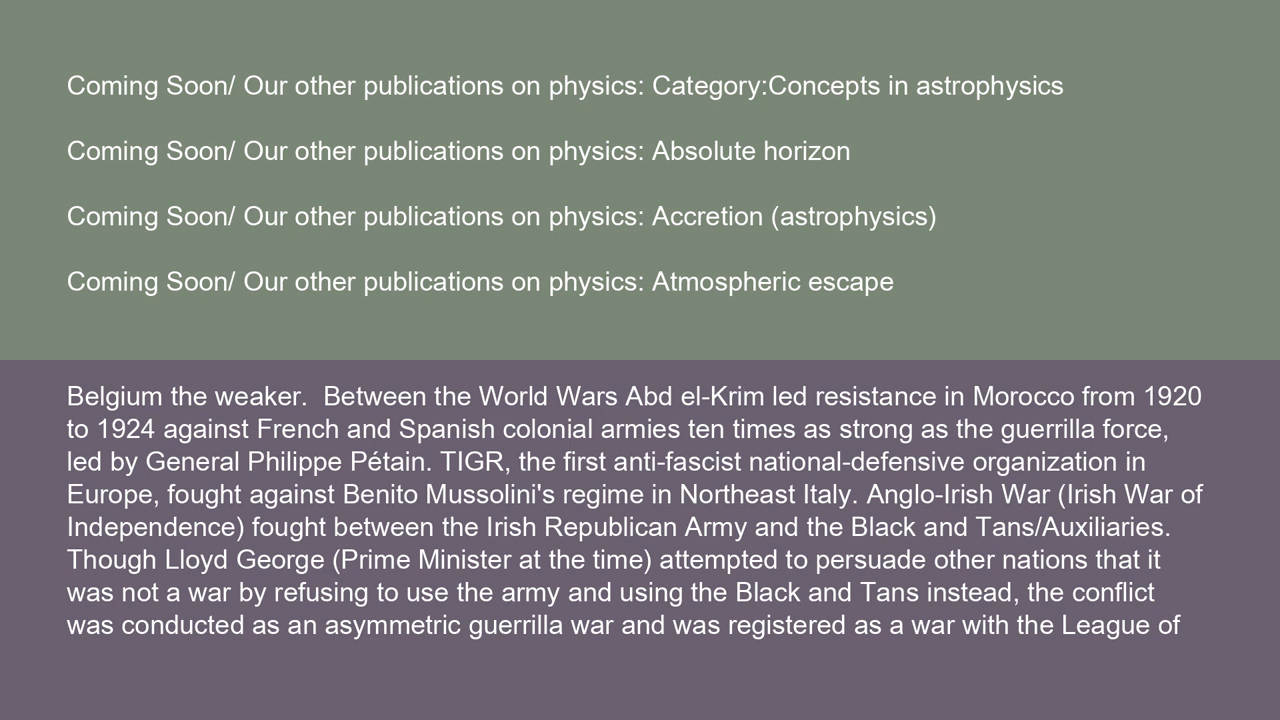 Coming Soon/ Our other publications on physics: Category:Concepts in astrophysics
Coming Soon/ Our other publications on physics: Absolute horizon
Coming Soon/ Our other publications on physics: Accretion (astrophysics)
Coming Soon/ Our other publications on physics: Atmospheric escape
Belgium the weaker.  Between the World Wars Abd el-Krim led resistance in Morocco from 1920
to 1924 against French and Spanish colonial armies ten times as strong as the guerrilla force,
led by General Philippe Pétain. TIGR, the first anti-fascist national-defensive organization in
Europe, fought against Benito Mussolini's regime in Northeast Italy. Anglo-Irish War (Irish War of
Independence) fought between the Irish Republican Army and the Black and Tans/Auxiliaries.
Though Lloyd George (Prime Minister at the time) attempted to persuade other nations that it
was not a war by refusing to use the army and using the Black and Tans instead, the conflict
was conducted as an asymmetric guerrilla war and was registered as a war with the League of